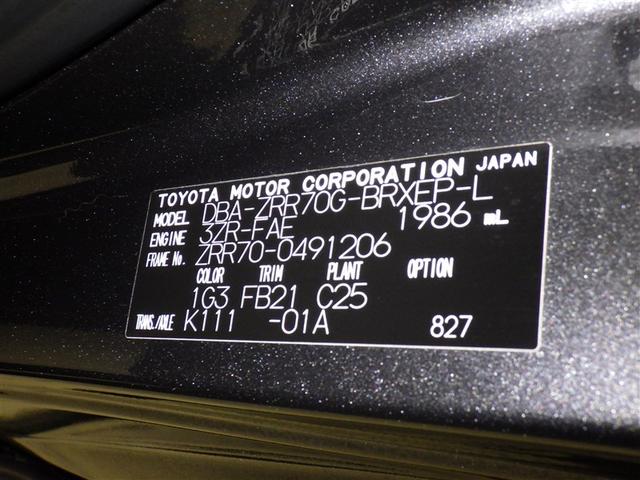 TOYOTA MOTOR CORPORATION JAPAN
MODEL DBA-ZRR70G-BRXEP-L
ENGINE 3ZR-FAE 1986 mL
FRAME No. ZRR70-0491206
COLOR TRIM PLANT OPTION
1G3 FB21 C25
TRANS./AXLE K111 -01A 827